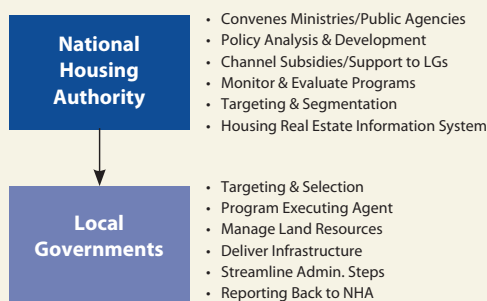 National
Housing
Authority
• Convenes Ministries/Public Agencies
• Policy Analysis & Development
• Channel Subsidies/Support to LGs
• Monitor & Evaluate Programs
• Targeting & Segmentation
• Housing Real Estate Information System
Local
Governments
• Targeting & Selection
• Program Executing Agent
• Manage Land Resources
• Deliver Infrastructure
• Streamline Admin. Steps
• Reporting Back to NHA